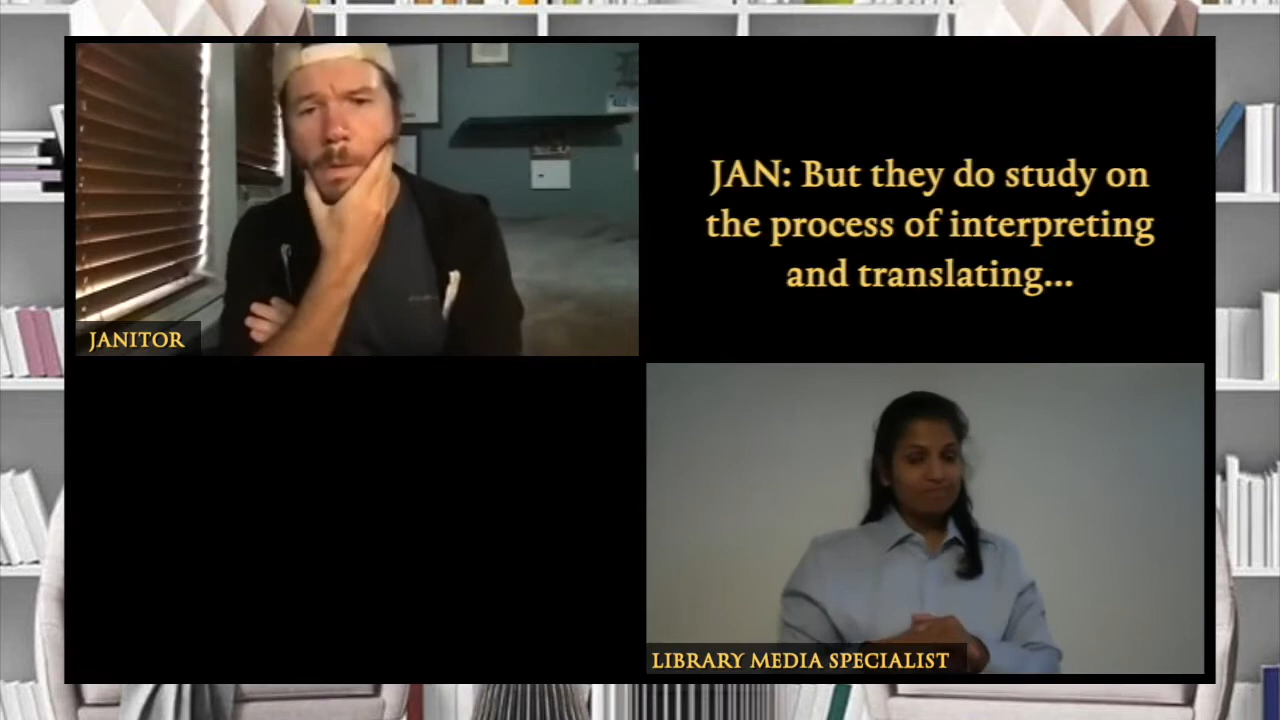 JAN: But they do study on
the process of interpreting
and translating...
JANITOR
LIBRARY MEDIA SPECIALIST